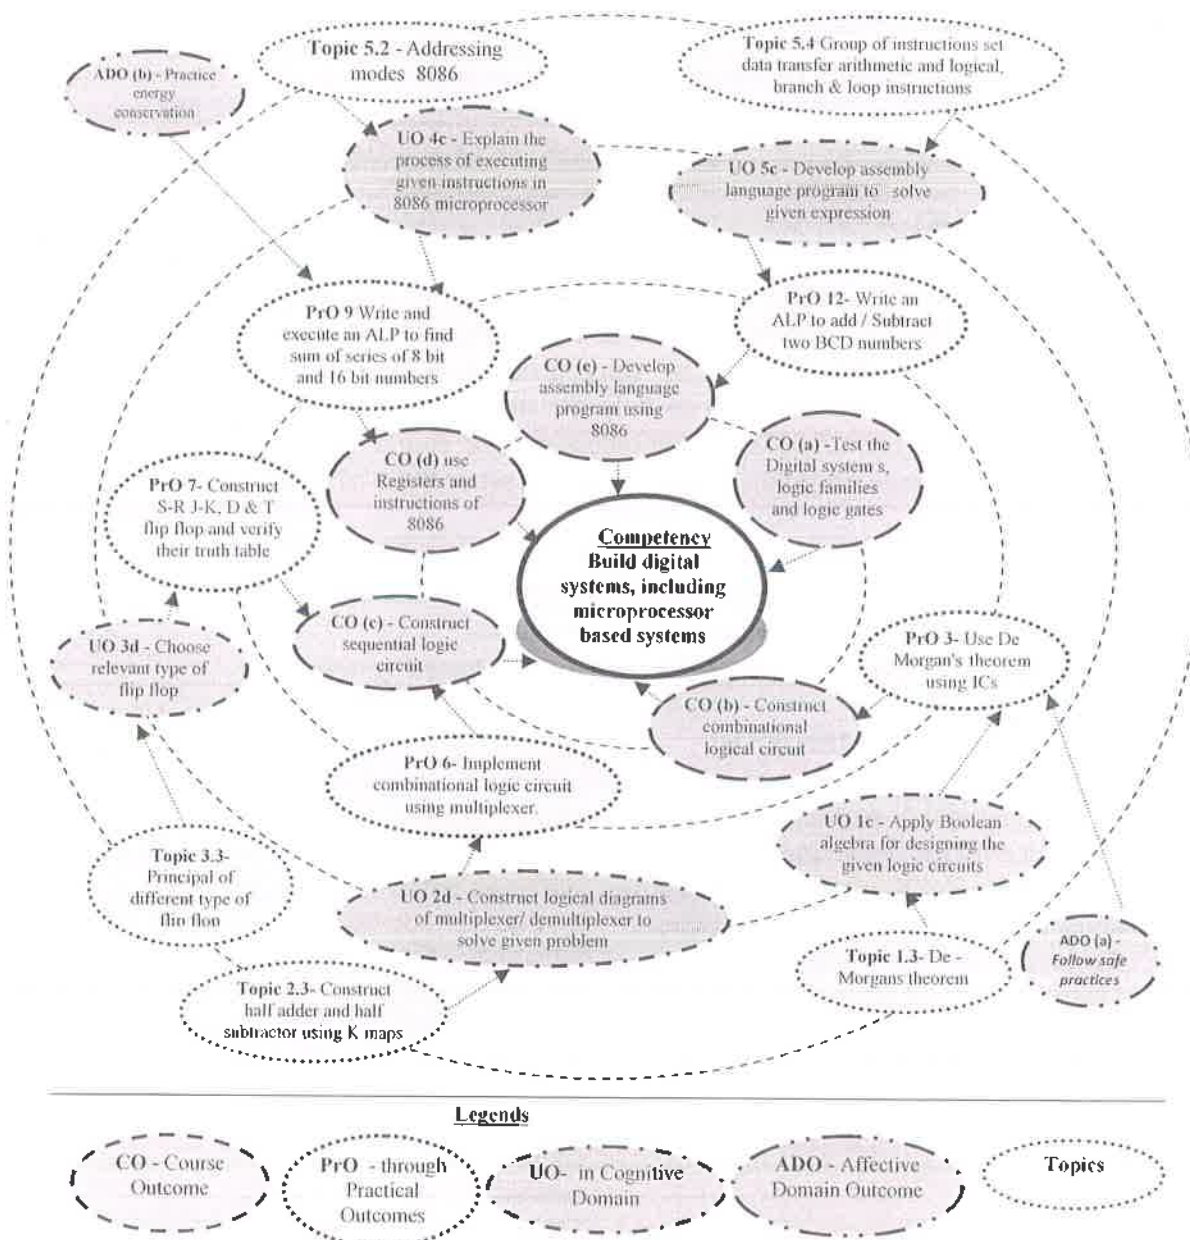 Topic 5.2 - Addressing
modes 8086
Topic 5.4 Group of instructions set
data transfer arithmetic and logical,
branch & loop instructions
ADO (b) - Practice
energy
conservation
UO 4c - Explain the
process of executing
given instructions in
8086 microprocessor
UO 5c - Develop assembly
language program to solve
given expression
PrO 9 Write and
execute an ALP to find
sum of series of 8 bit
and 16 bit numbers
PrO 12- Write an
ALP to add / Subtract
two BCD numbers
CO (e) - Develop
assembly language
program using
8086
CO (d) use
Registers and
instructions of
8086
CO (a) -Test the
Digital system s,
logic families
and logic gates
PrO 7- Construct
S-R J-K, D & T
flip flop and verify
their truth table
Competency
Build digital
systems, including
microprocessor
based systems
CO (c) - Construct
sequential logic
circuit
UO 3d - Choose
relevant type of
flip flop
PrO 3- Use De
Morgan's theorem
using ICs
CO (b) - Construct
combinational
logical circuit
PrO 6- Implement
combinational logic circuit
using multiplexer.
UO 1c - Apply Boolean
algebra for designing the
given logic circuits
Topic 3.3-
Principal of
different type of
flip flop
UO 2d - Construct logical diagrams
of multiplexer/ demultiplexer to
solve given problem
Topic 1.3- De -
Morgans theorem
ADO (a) -
Follow safe
practices
Topic 2.3- Construct
half adder and half
subtractor using K maps
Legends
CO - Course
Outcome
PrO - through
Practical
Outcomes
UO- in Cognitive
Domain
ADO - Affective
Domain Outcome
Topics